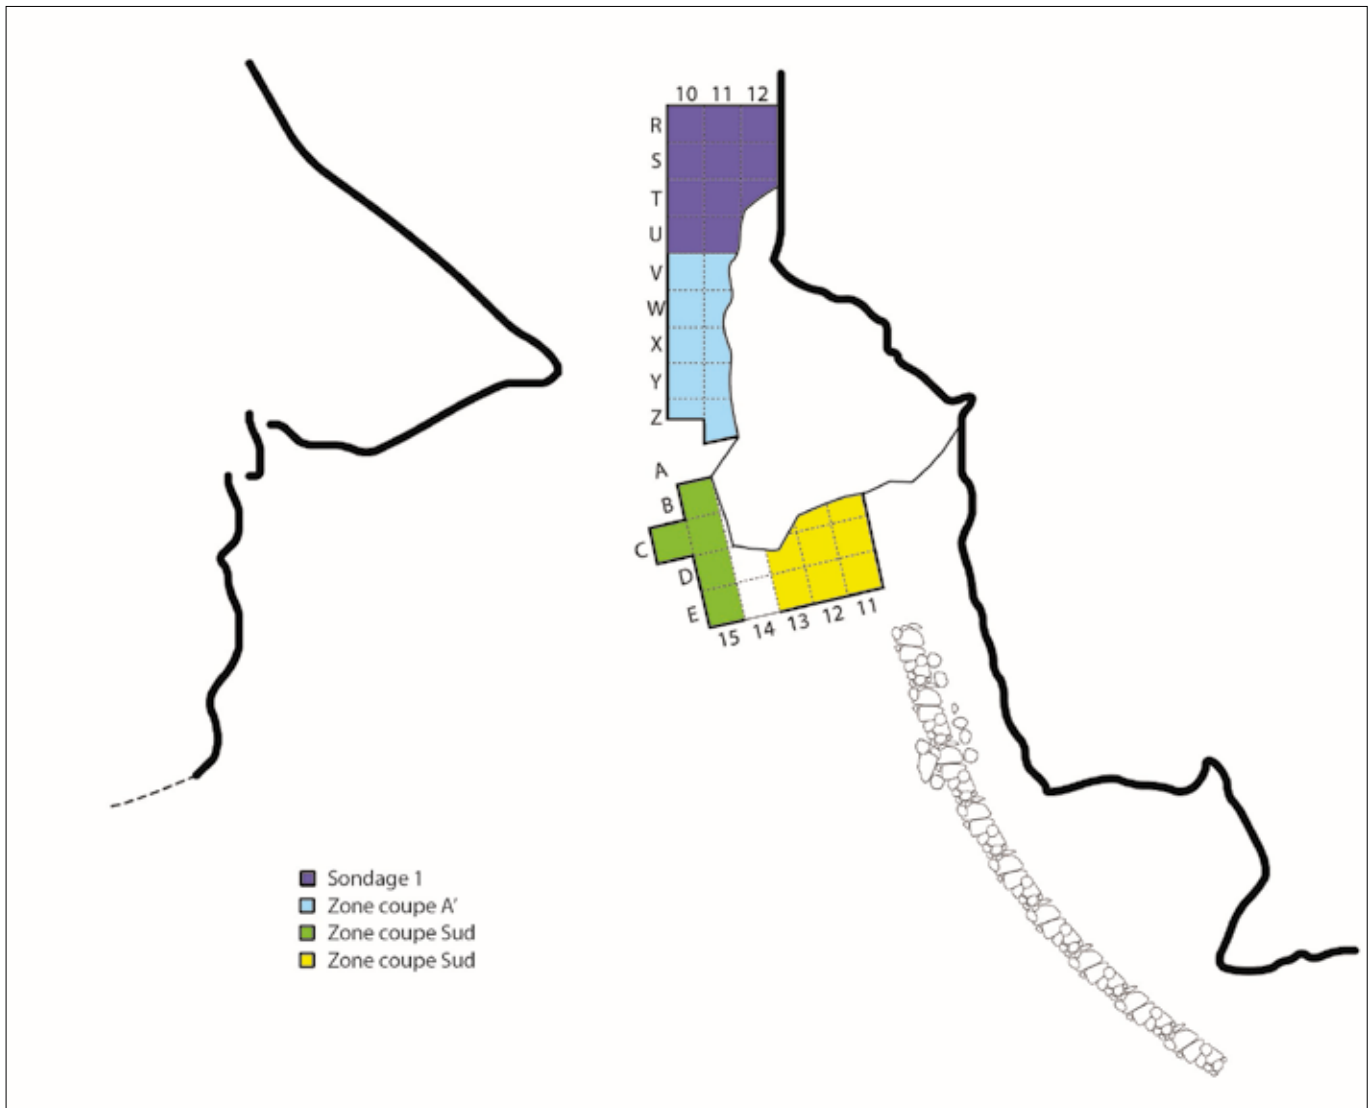 10 11 12
R
S
T
U
V
W
X
Y
Z
A
B
C
D
E
15 14 13 12 11
Sondage 1
Zone coupe A’
Zone coupe Sud
Zone coupe Sud